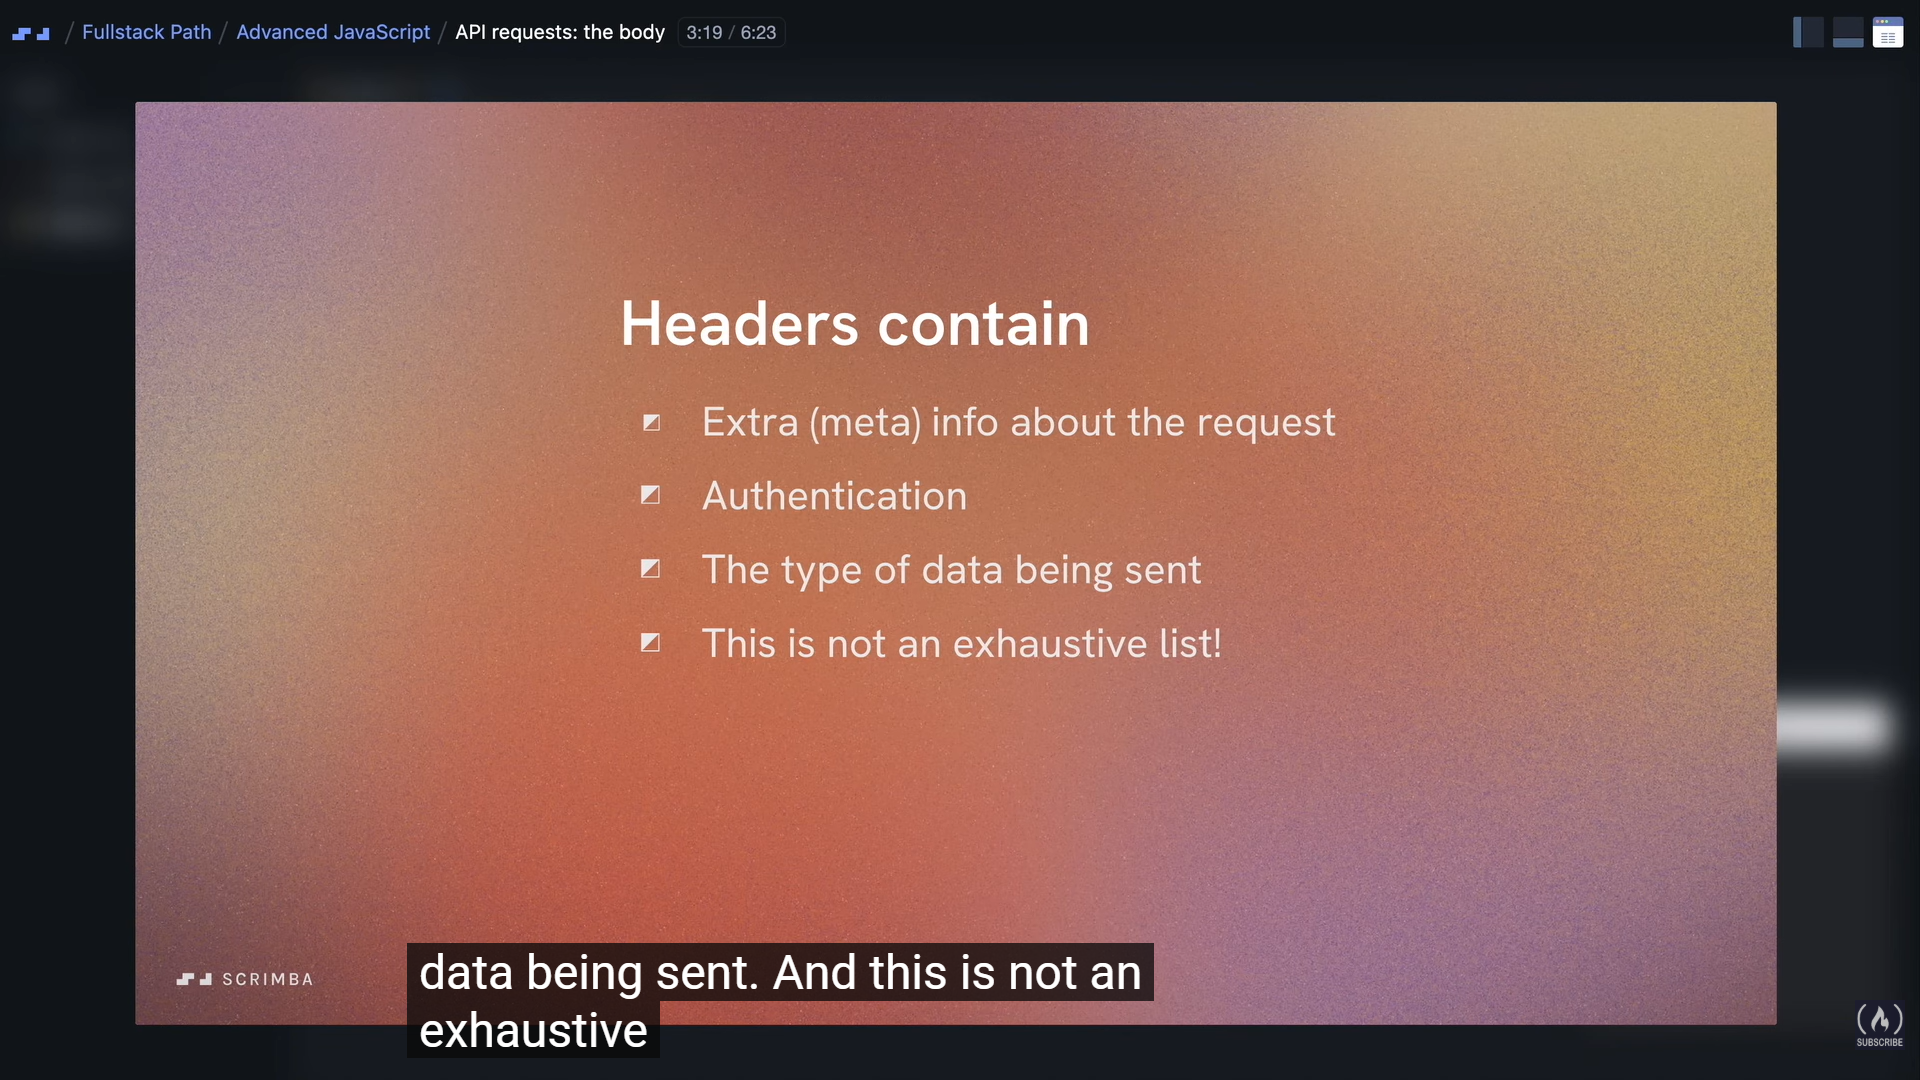 / Fullstack Path / Advanced JavaScript / API requests: the body 3:19 / 6:23
Headers contain
Extra (meta) info about the request
Authentication
The type of data being sent
This is not an exhaustive list!
SCRIMBA
data being sent. And this is not an
exhaustive
SUBSCRIBE